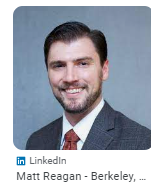 LinkedIn
Matt Reagan - Berkeley, ...